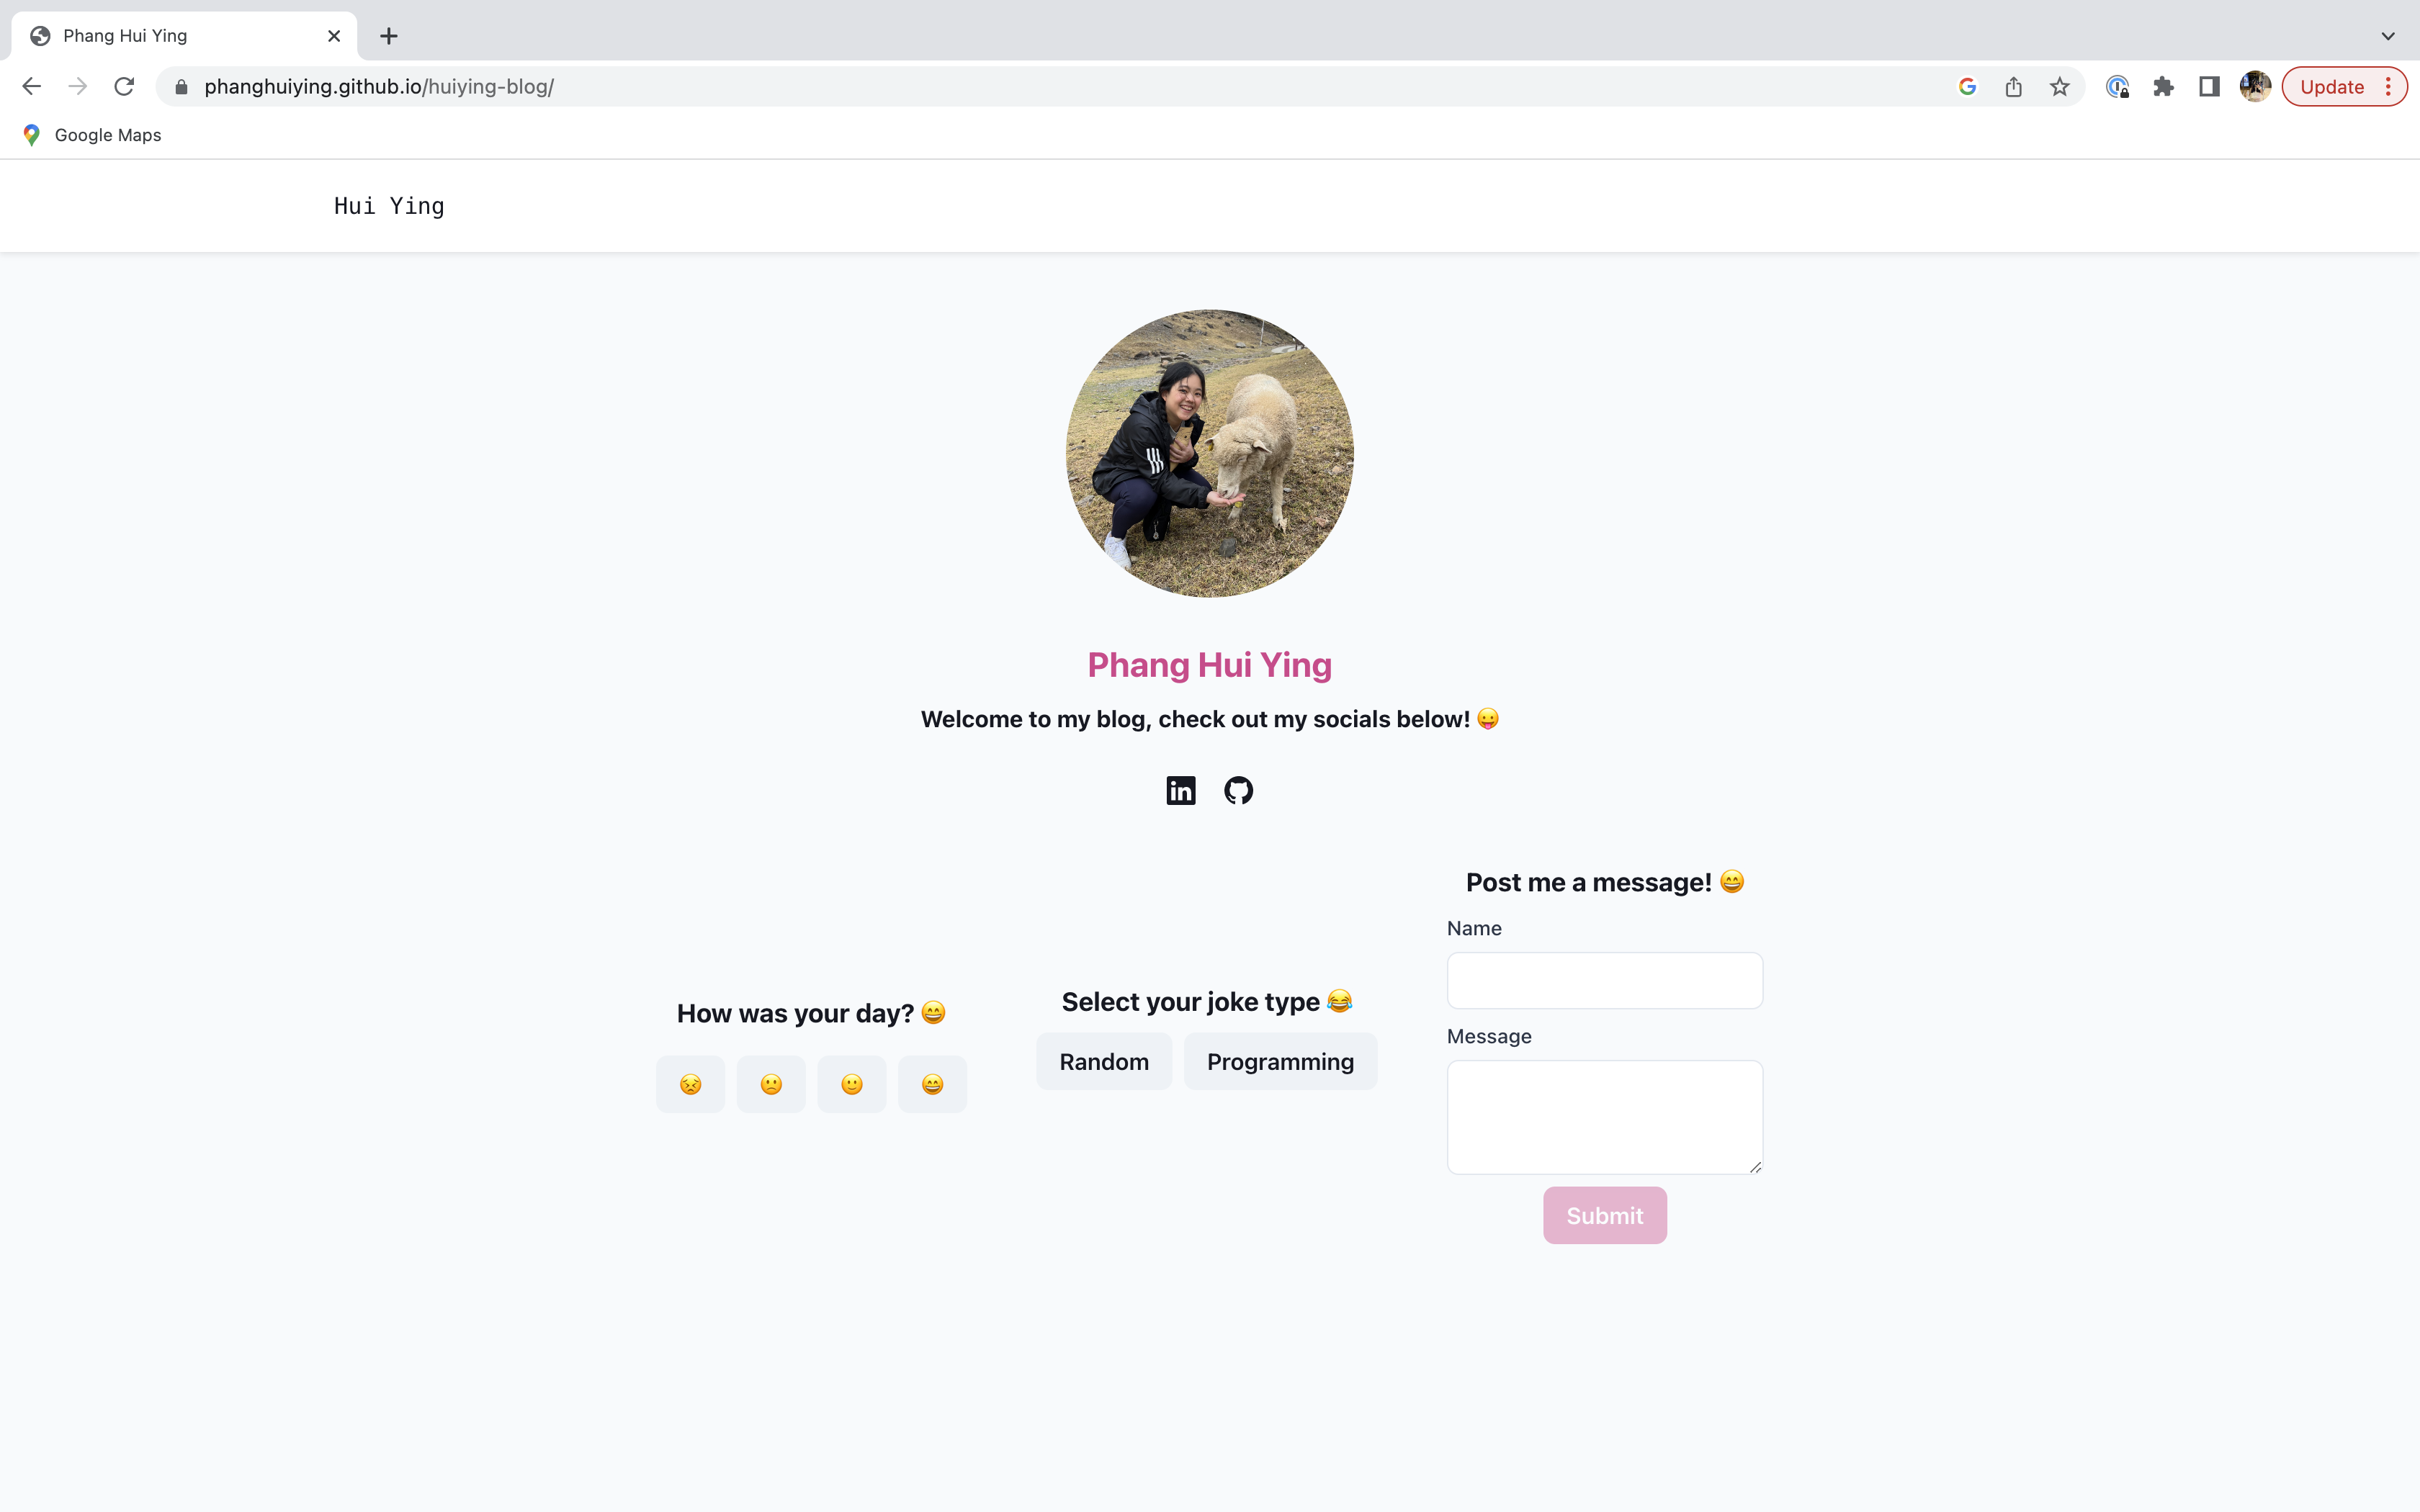 Phang Hui Ying
phanghuiying.github.io/huiying-blog/
Update
Google Maps
Hui Ying
Phang Hui Ying
Welcome to my blog, check out my socials below! 😛
in
How was your day? 😄
😣 🙁 🙂 😄
Select your joke type 😂
Random Programming
Post me a message! 😄
Name
Message
Submit